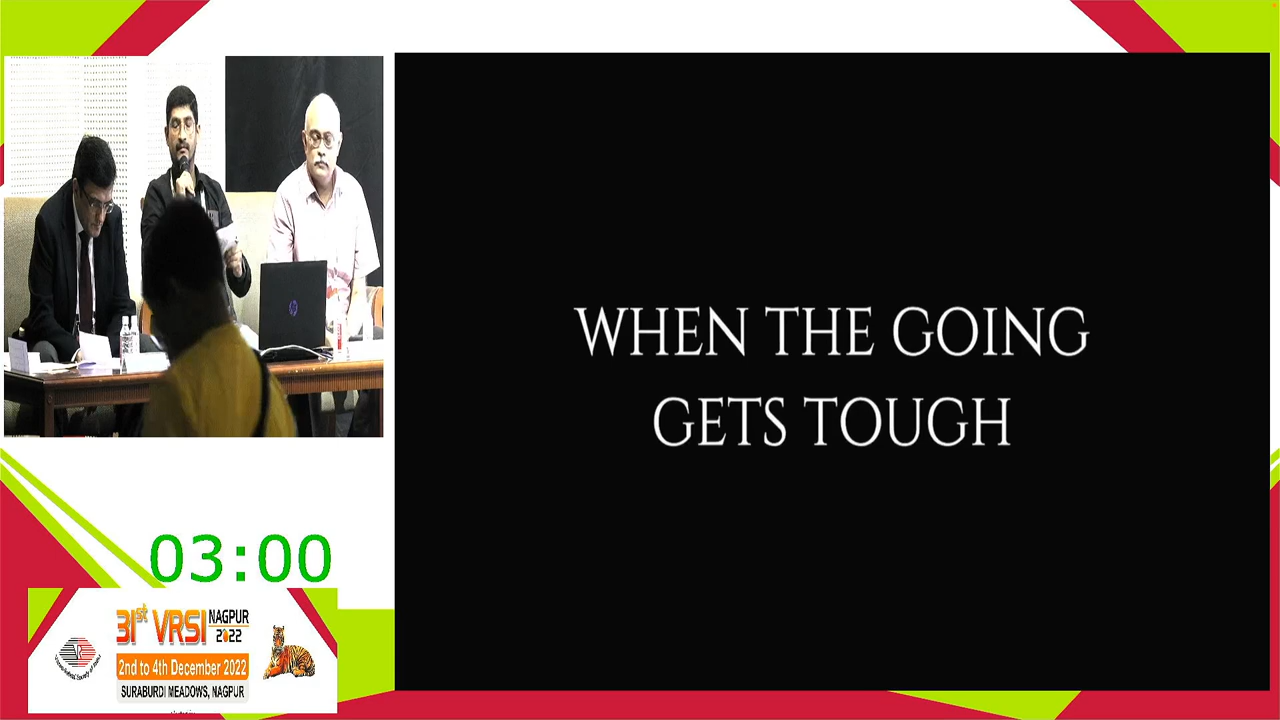 WHEN THE GOING
GETS TOUGH
03:00
31st VRSI NAGPUR
2022
2nd to 4th December 2022
SURABURDI MEADOWS, NAGPUR
hp